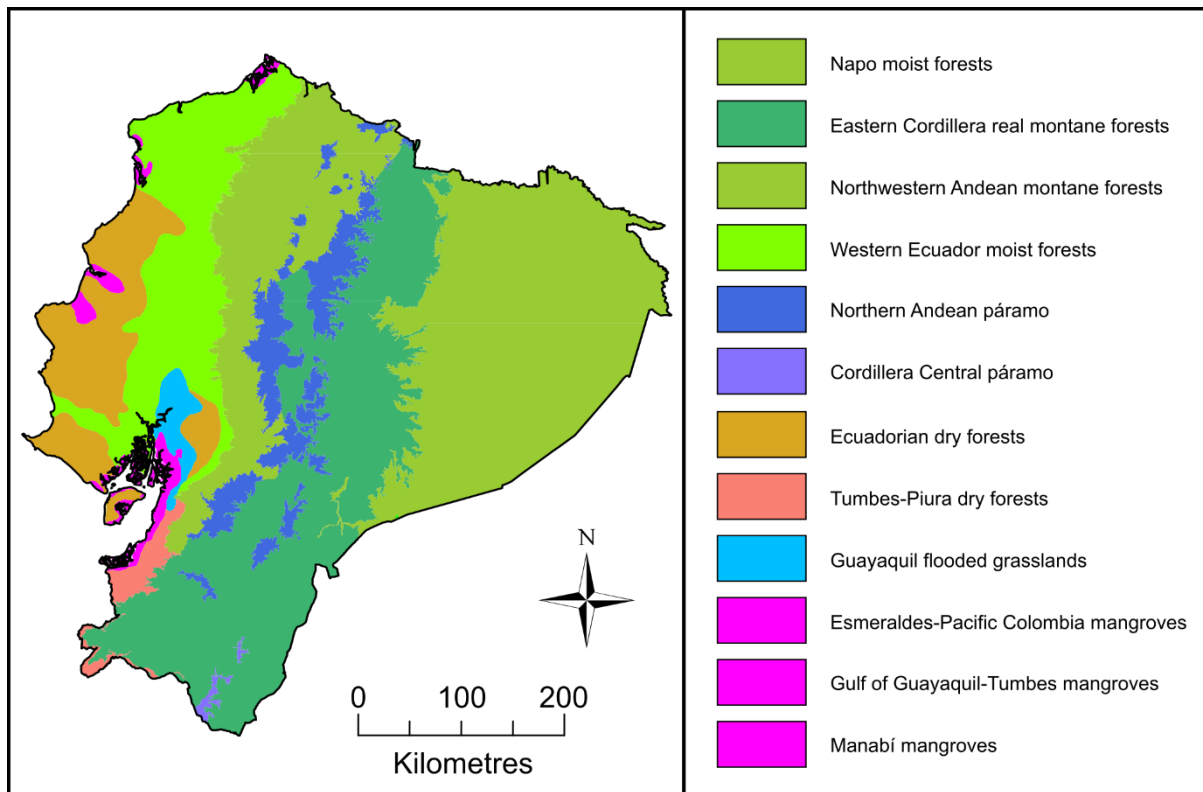 N
0 100 200
Kilometres
Napo moist forests
Eastern Cordillera real montane forests
Northwestern Andean montane forests
Western Ecuador moist forests
Northern Andean páramo
Cordillera Central páramo
Ecuadorian dry forests
Tumbes-Piura dry forests
Guayaquil flooded grasslands
Esmeraldes-Pacific Colombia mangroves
Gulf of Guayaquil-Tumbes mangroves
Manabí mangroves